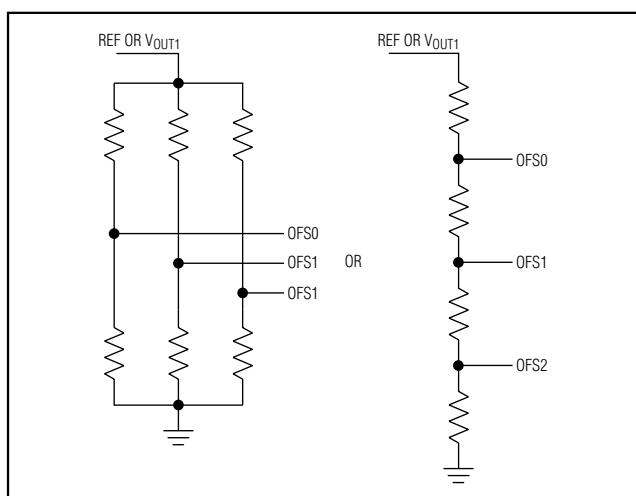 REF OR VOUT1
REF OR VOUT1
OFS0
OFS1
OR
OFS1
OFS0
OFS1
OFS2